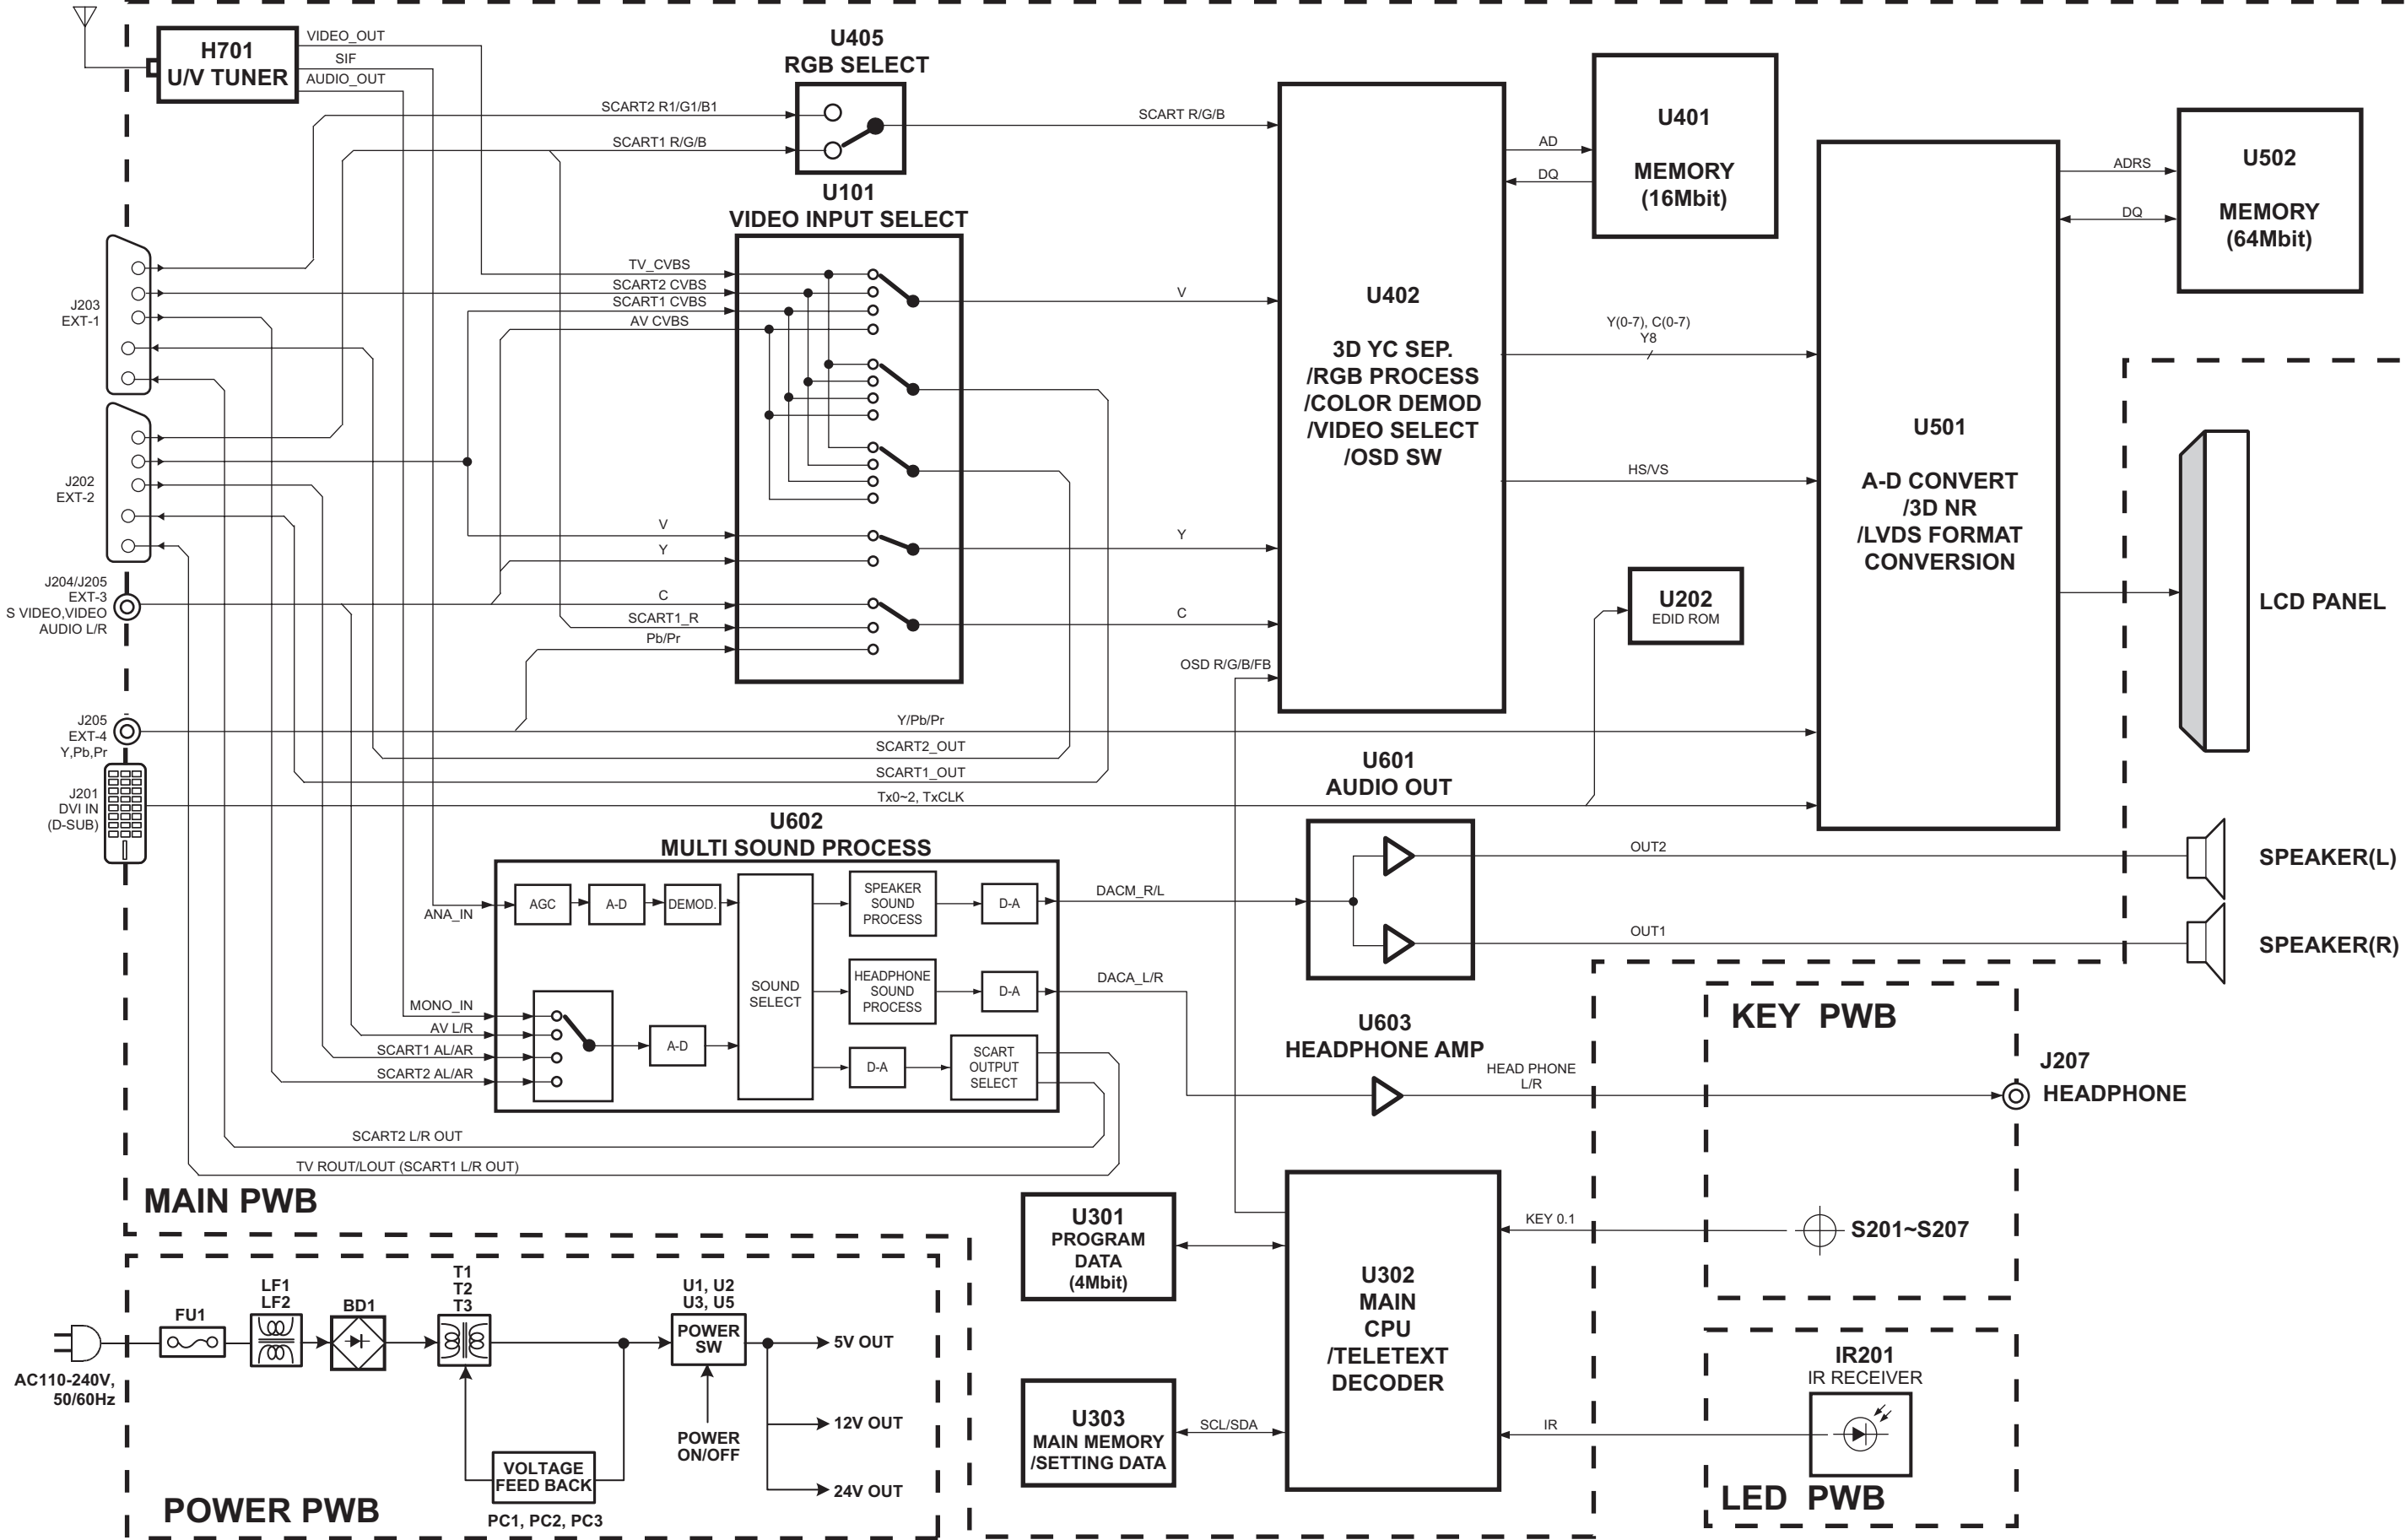 H701
U/V TUNER
VIDEO_OUT
SIF
AUDIO_OUT
U405
RGB SELECT
SCART2 R1/G1/B1
SCART1 R/G/B
SCART R/G/B
U101
VIDEO INPUT SELECT
TV_CVBS
SCART2 CVBS
SCART1 CVBS
AV CVBS
V
Y
C
SCART1_R
Pb/Pr
V
Y
C
OSD R/G/B/FB
U402
3D YC SEP.
/RGB PROCESS
/COLOR DEMOD
/VIDEO SELECT
/OSD SW
AD
DQ
U401
MEMORY
(16Mbit)
Y(0-7), C(0-7)
Y8
HS/VS
U501
A-D CONVERT
/3D NR
/LVDS FORMAT
CONVERSION
ADRS
DQ
U502
MEMORY
(64Mbit)
U202
EDID ROM
LCD PANEL
J203
EXT-1
J202
EXT-2
J204/J205
EXT-3
S VIDEO,VIDEO
AUDIO L/R
J205
EXT-4
Y,Pb,Pr
J201
DVI IN
(D-SUB)
Y/Pb/Pr
SCART2_OUT
SCART1_OUT
Tx0~2, TxCLK
U602
MULTI SOUND PROCESS
ANA_IN
AGC
A-D
DEMOD.
SOUND
SELECT
SPEAKER
SOUND
PROCESS
D-A
HEADPHONE
SOUND
PROCESS
D-A
MONO_IN
AV L/R
SCART1 AL/AR
SCART2 AL/AR
A-D
D-A
SCART
OUTPUT
SELECT
SCART2 L/R OUT
TV ROUT/LOUT (SCART1 L/R OUT)
DACM_R/L
DACA_L/R
U601
AUDIO OUT
OUT2
OUT1
SPEAKER(L)
SPEAKER(R)
U603
HEADPHONE AMP
HEAD PHONE
L/R
KEY PWB
J207
HEADPHONE
S201~S207
KEY 0.1
MAIN PWB
U301
PROGRAM
DATA
(4Mbit)
U302
MAIN
CPU
/TELETEXT
DECODER
U303
MAIN MEMORY
/SETTING DATA
SCL/SDA
IR
IR201
IR RECEIVER
LED PWB
AC110-240V,
50/60Hz
FU1
LF1
LF2
BD1
T1
T2
T3
U1, U2
U3, U5
POWER
SW
POWER
ON/OFF
VOLTAGE
FEED BACK
PC1, PC2, PC3
5V OUT
12V OUT
24V OUT
POWER PWB